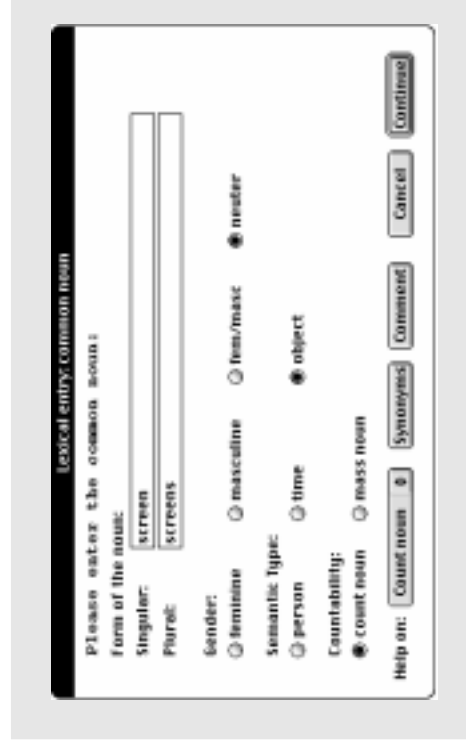 Lexical entry: common noun
Please enter the common noun:
Form of the noun:
Singular: screen
Plural: screens
Gender:
feminine masculine fem/masc neuter
Semantic Type:
person time object
Countability:
count noun mass noun
Help on: Count noun Synonyms Comment Cancel Continue